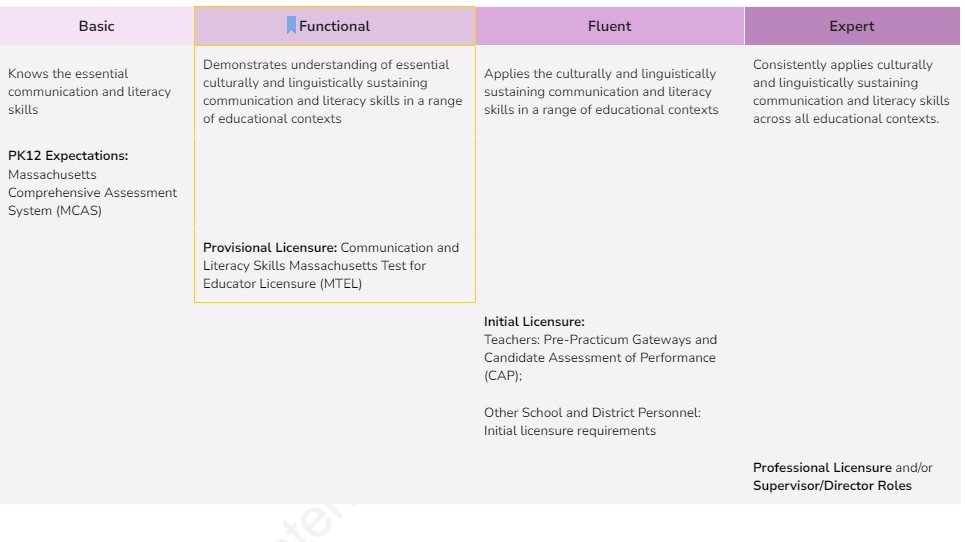 Basic
Functional
Fluent
Expert
Knows the essential
communication and literacy
skills
Demonstrates understanding of essential
culturally and linguistically sustaining
communication and literacy skills in a range
of educational contexts
Applies the culturally and linguistically
sustaining communication and literacy
skills in a range of educational contexts
Consistently applies culturally
and linguistically sustaining
communication and literacy skills
across all educational contexts.
PK12 Expectations:
Massachusetts
Comprehensive Assessment
System (MCAS)
Provisional Licensure: Communication and
Literacy Skills Massachusetts Test for
Educator Licensure (MTEL)
Initial Licensure:
Teachers: Pre-Practicum Gateways and
Candidate Assessment of Performance
(CAP);
Other School and District Personnel:
Initial licensure requirements
Professional Licensure and/or
Supervisor/Director Roles